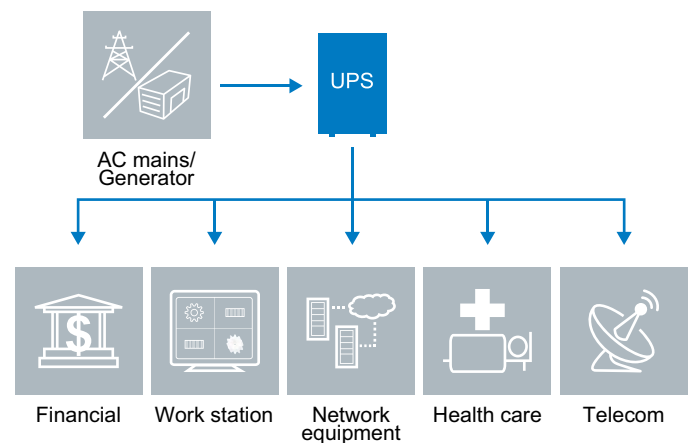 UPS
AC mains/
Generator
$
Financial
Work station
Network
equipment
Health care
Telecom